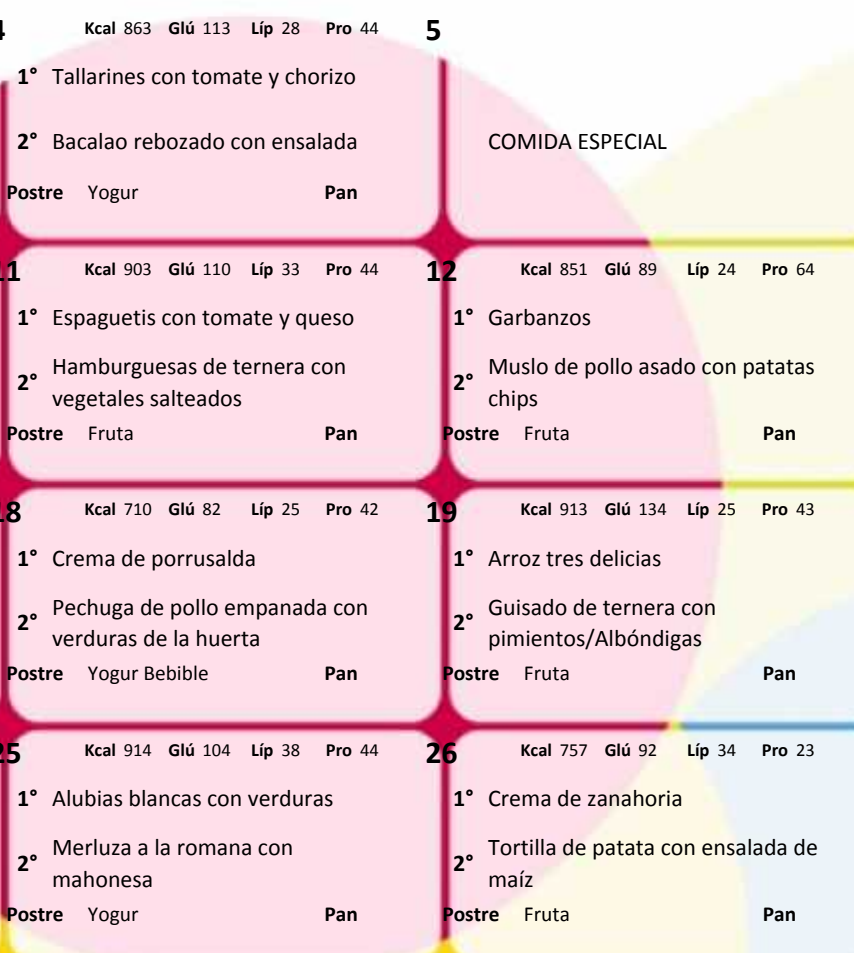 4 Kcal 863 Glú 113 Líp 28 Pro 44
1° Tallarines con tomate y chorizo
2° Bacalao rebozado con ensalada
Postre Yogur Pan
5
COMIDA ESPECIAL
11 Kcal 903 Glú 110 Líp 33 Pro 44
1° Espaguetis con tomate y queso
2° Hamburguesas de ternera con
vegetales salteados
Postre Fruta Pan
12 Kcal 851 Glú 89 Líp 24 Pro 64
1° Garbanzos
2° Muslo de pollo asado con patatas
chips
Postre Fruta Pan
18 Kcal 710 Glú 82 Líp 25 Pro 42
1° Crema de porrusalda
2° Pechuga de pollo empanada con
verduras de la huerta
Postre Yogur Bebible Pan
19 Kcal 913 Glú 134 Líp 25 Pro 43
1° Arroz tres delicias
2° Guisado de ternera con
pimientos/Albóndigas
Postre Fruta Pan
25 Kcal 914 Glú 104 Líp 38 Pro 44
1° Alubias blancas con verduras
2° Merluza a la romana con
mahonesa
Postre Yogur Pan
26 Kcal 757 Glú 92 Líp 34 Pro 23
1° Crema de zanahoria
2° Tortilla de patata con ensalada de
maíz
Postre Fruta Pan